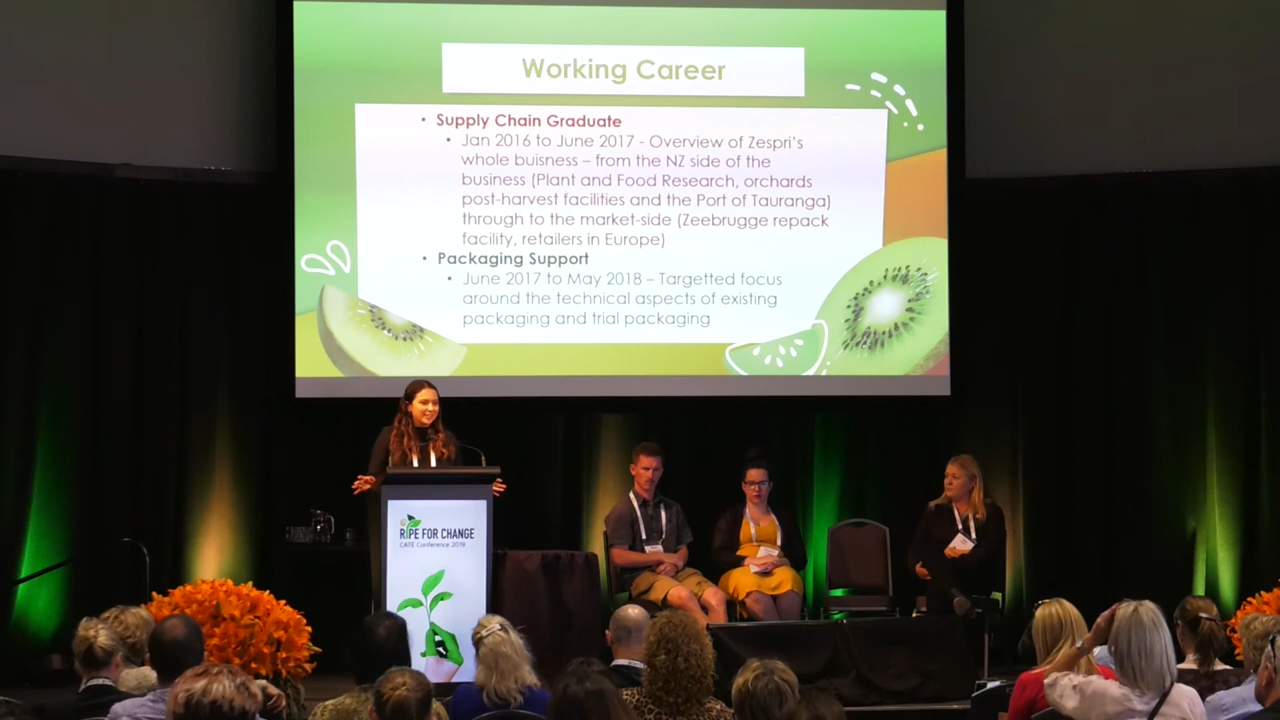 Working Career
• Supply Chain Graduate
• Jan 2016 to June 2017 - Overview of Zespri's
whole buisness – from the NZ side of the
business (Plant and Food Research, orchards
post-harvest facilities and the Port of Tauranga)
through to the market-side (Zeebrugge repack
facility, retailers in Europe)
• Packaging Support
• June 2017 to May 2018 – Targetted focus
around the technical aspects of existing
packaging and trial packaging
RIPE FOR CHANGE
CATE Conference 2019